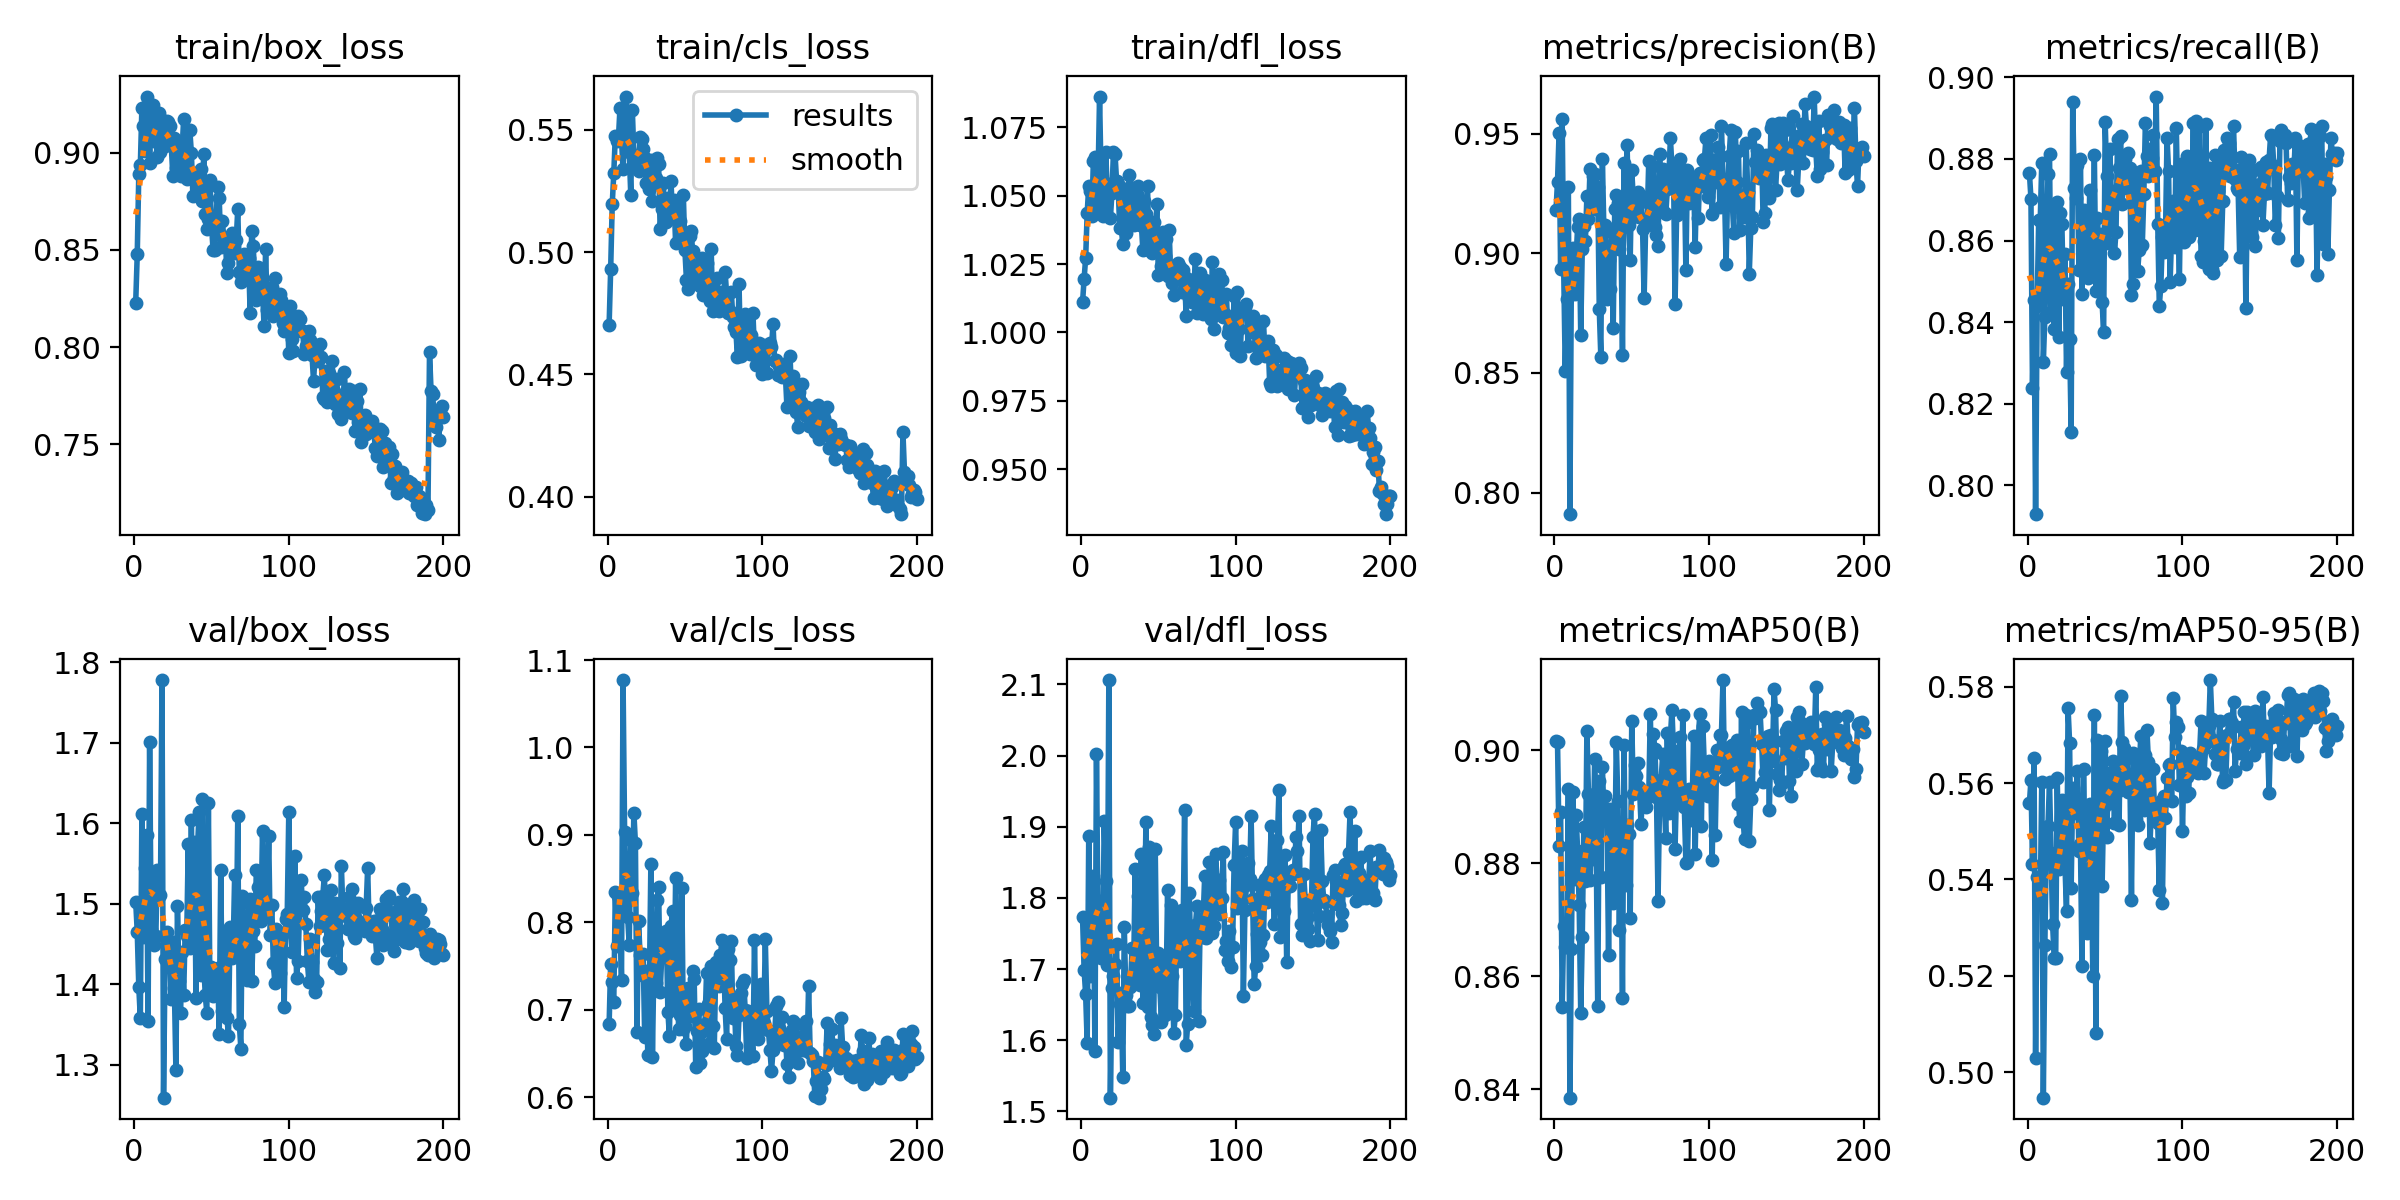 train/box_loss
0.90
0.85
0.80
0.75
0 100 200
train/cls_loss
results
smooth
0.55
0.50
0.45
0.40
0 100 200
train/dfl_loss
1.075
1.050
1.025
1.000
0.975
0.950
0 100 200
metrics/precision(B)
0.95
0.90
0.85
0.80
0 100 200
metrics/recall(B)
0.90
0.88
0.86
0.84
0.82
0.80
0 100 200
val/box_loss
1.8
1.7
1.6
1.5
1.4
1.3
0 100 200
val/cls_loss
1.1
1.0
0.9
0.8
0.7
0.6
0 100 200
val/dfl_loss
2.1
2.0
1.9
1.8
1.7
1.6
1.5
0 100 200
metrics/mAP50(B)
0.90
0.88
0.86
0.84
0 100 200
metrics/mAP50-95(B)
0.58
0.56
0.54
0.52
0.50
0 100 200